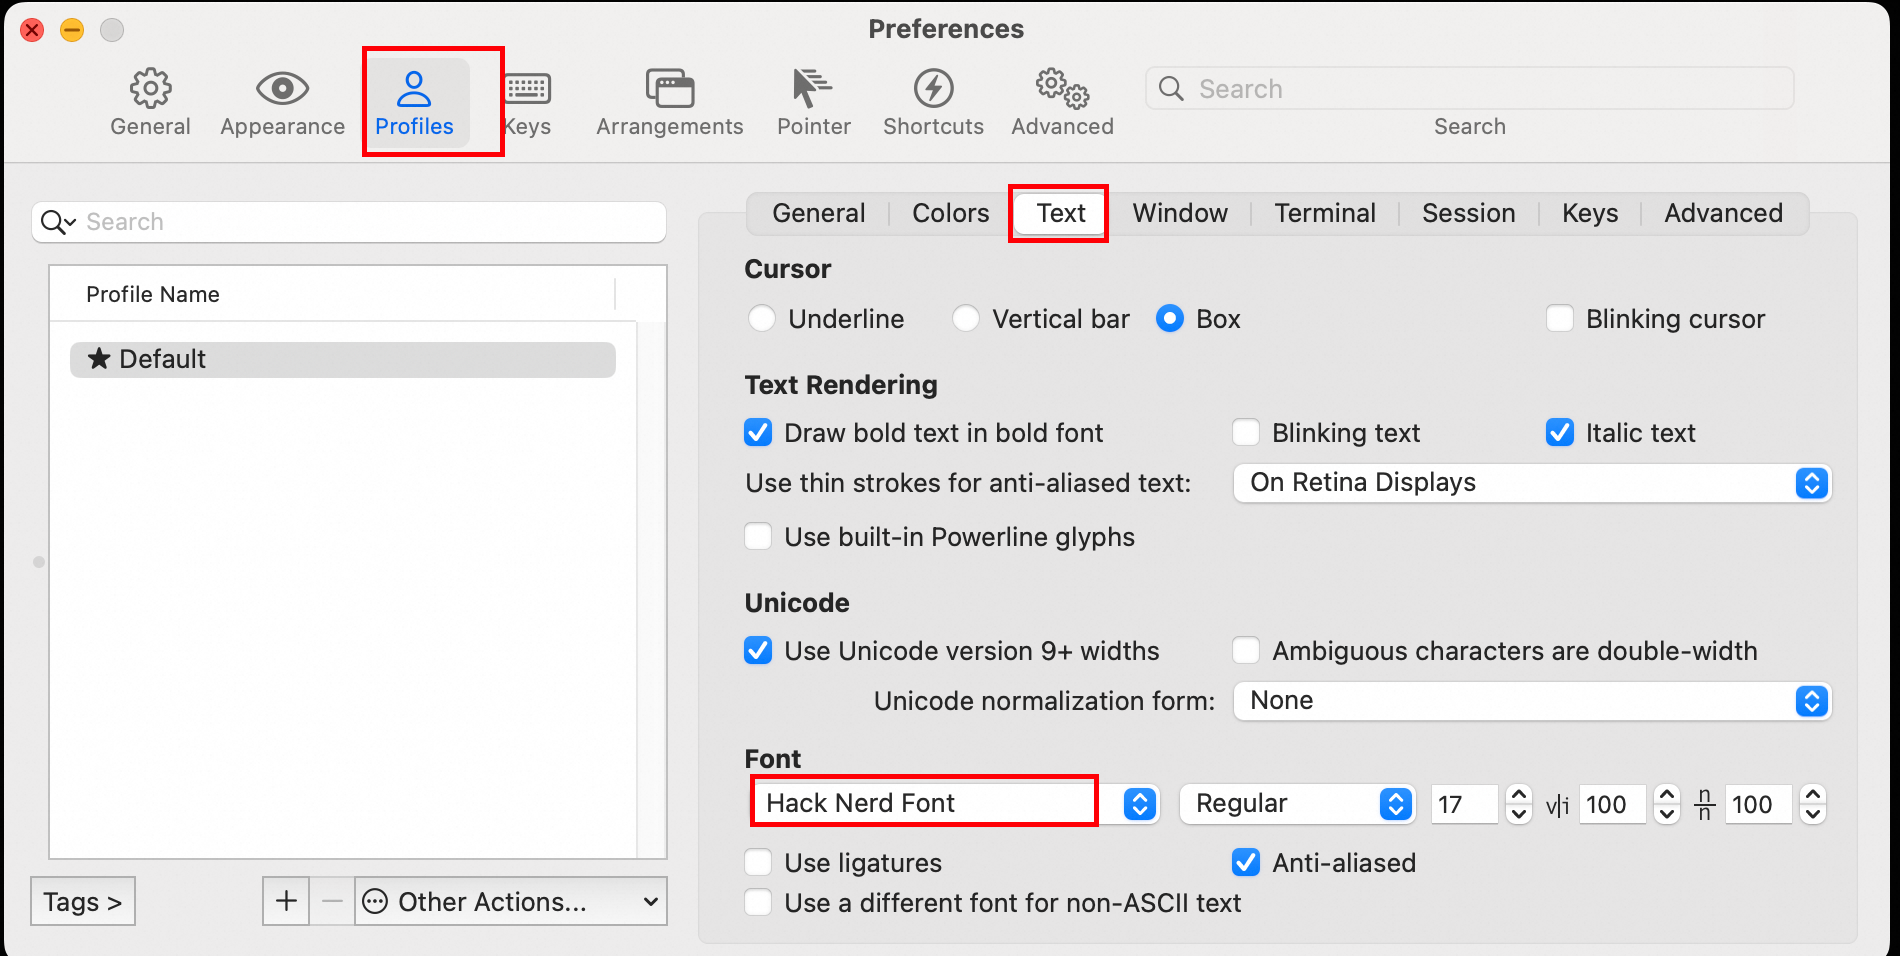 Preferences
General Appearance Profiles Keys Arrangements Pointer Shortcuts Advanced Search
Search
Search
Profile Name
★ Default
Tags >
+ − Other Actions...
General Colors Text Window Terminal Session Keys Advanced
Cursor
Underline Vertical bar Box Blinking cursor
Text Rendering
Draw bold text in bold font Blinking text Italic text
Use thin strokes for anti-aliased text: On Retina Displays
Use built-in Powerline glyphs
Unicode
Use Unicode version 9+ widths Ambiguous characters are double-width
Unicode normalization form: None
Font
Hack Nerd Font Regular 17 v|i 100 n/n 100
Use ligatures Anti-aliased
Use a different font for non-ASCII text